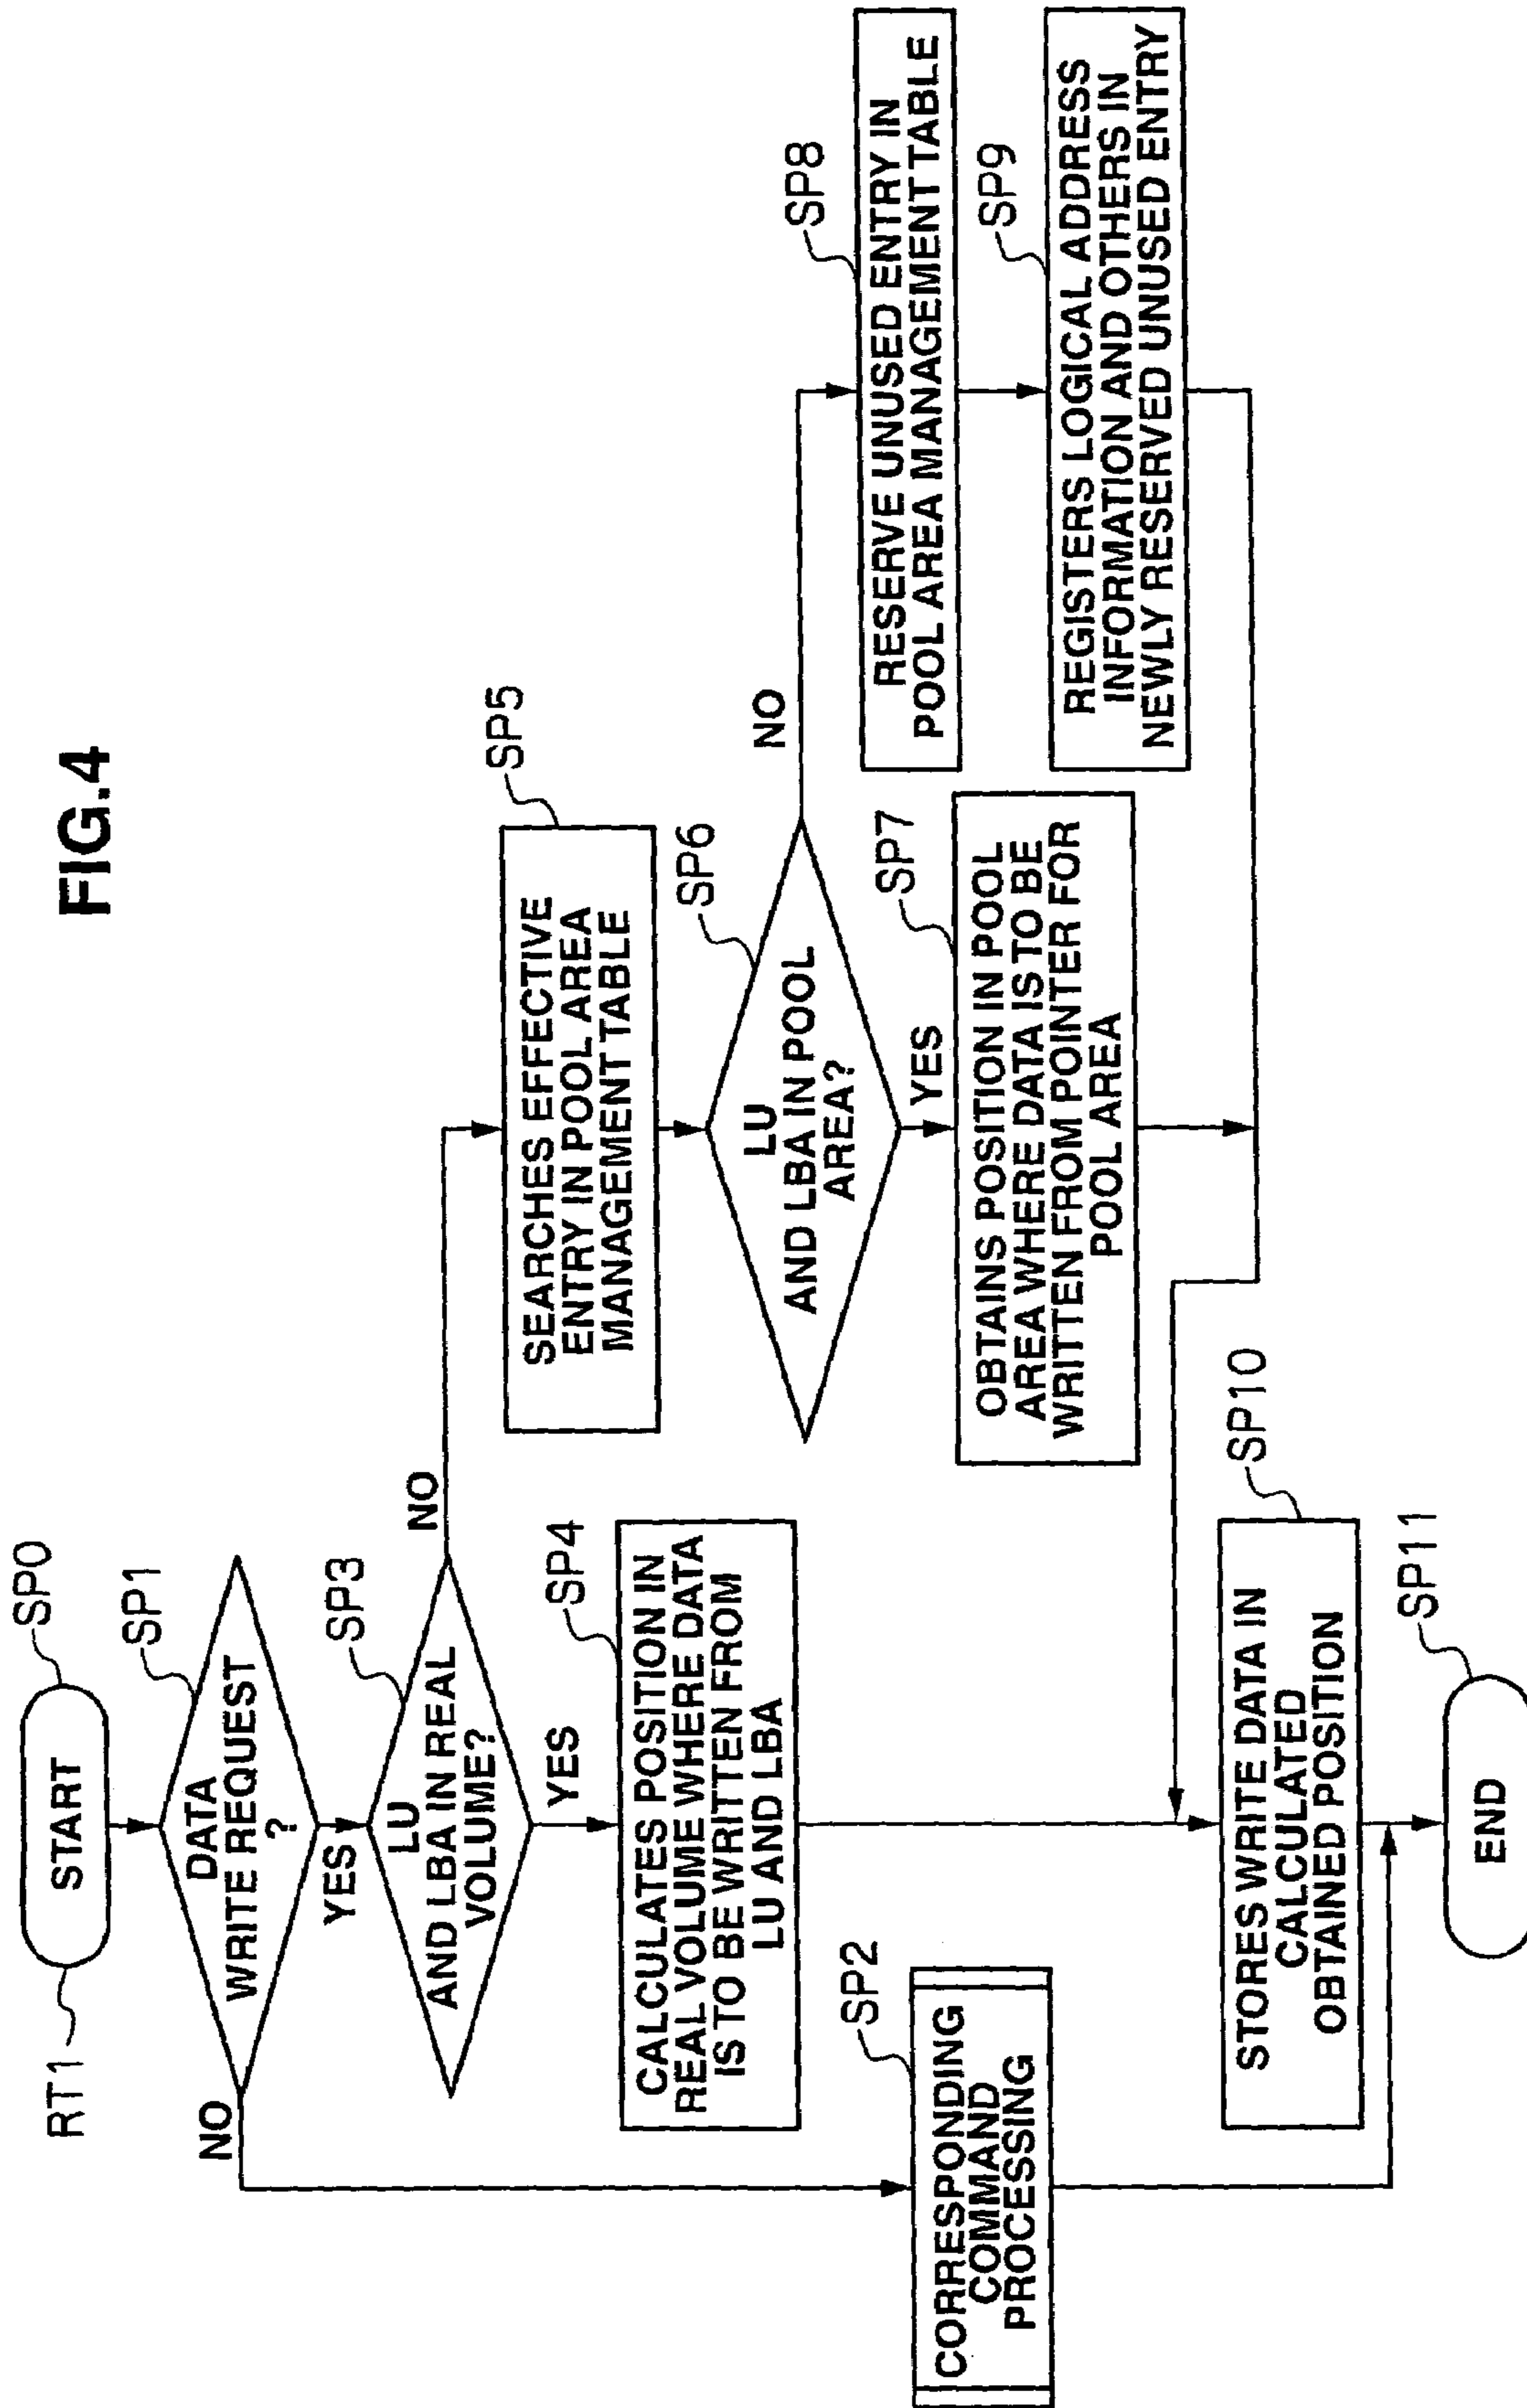 FIG.4
RT1
SP0
START
SP1
DATA
WRITE REQUEST
?
NO
YES
SP3
LU
AND LBA IN REAL
VOLUME?
NO
YES
SP4
CALCULATES POSITION IN
REAL VOLUME WHERE DATA
IS TO BE WRITTEN FROM
LU AND LBA
SP2
CORRESPONDING
COMMAND
PROCESSING
SP5
SEARCHES EFFECTIVE
ENTRY IN POOL AREA
MANAGEMENT TABLE
SP6
LU
AND LBA IN POOL
AREA?
NO
YES
SP7
OBTAINS POSITION IN POOL
AREA WHERE DATA IS TO BE
WRITTEN FROM POINTER FOR
POOL AREA
SP8
RESERVE UNUSED ENTRY IN
POOL AREA MANAGEMENT TABLE
SP9
REGISTERS LOGICAL ADDRESS
INFORMATION AND OTHERS IN
NEWLY RESERVED UNUSED ENTRY
SP10
STORES WRITE DATA IN
CALCULATED
OBTAINED POSITION
SP11
END